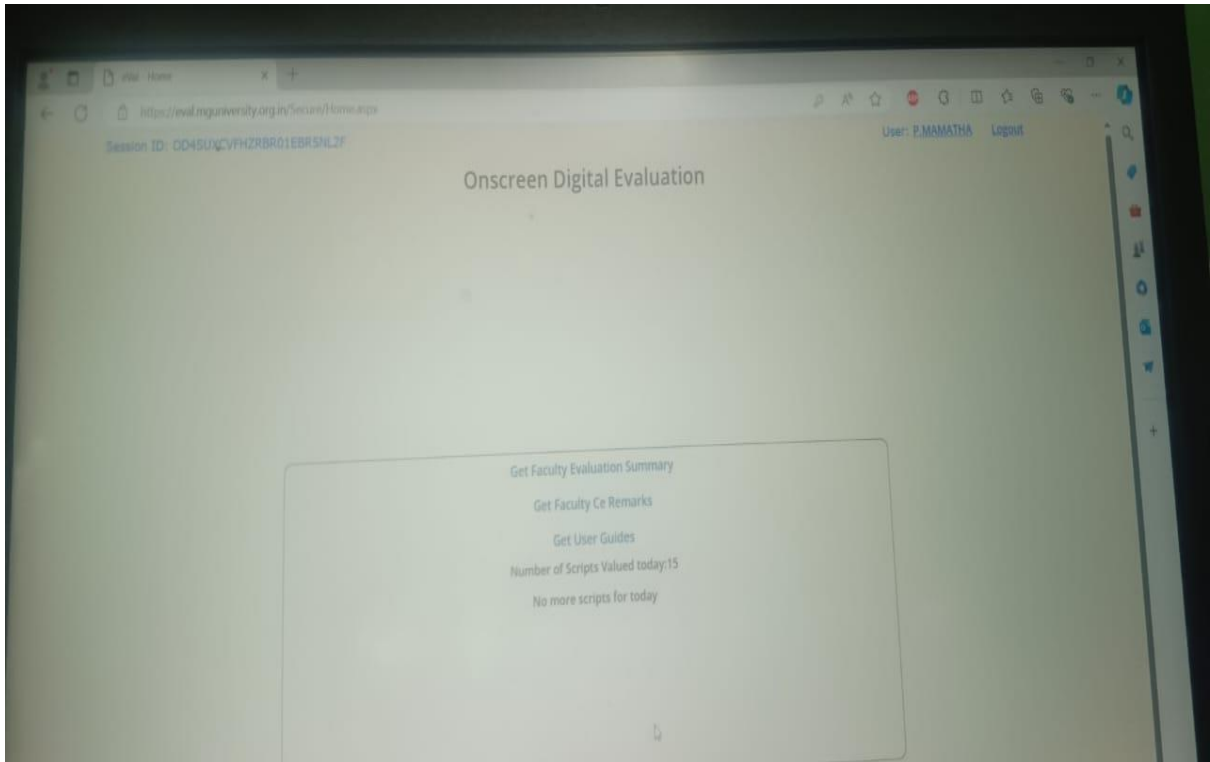 Home
https://eval.mguniversity.org.in/Secure/Home.aspx
Session ID:
User: P.MAMATHA Logout
Onscreen Digital Evaluation
Get Faculty Evaluation Summary
Get Faculty Ce Remarks
Get User Guides
Number of Scripts Valued today:15
No more scripts for today